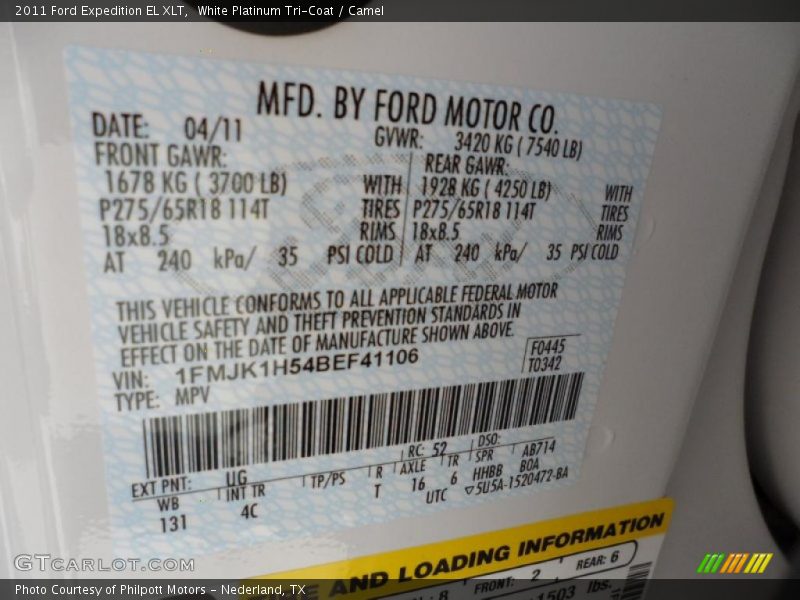 2011 Ford Expedition EL XLT,  White Platinum Tri-Coat / Camel
MFD. BY FORD MOTOR CO.
DATE: 04/11 GVWR: 3420 KG ( 7540 LB)
FRONT GAWR: REAR GAWR:
1678 KG ( 3700 LB) WITH 1928 KG ( 4250 LB) WITH
P275/65R18 114T TIRES P275/65R18 114T TIRES
18x8.5 RIMS 18x8.5 RIMS
AT 240 kPa/ 35 PSI COLD AT 240 kPa/ 35 PSI COLD
THIS VEHICLE CONFORMS TO ALL APPLICABLE FEDERAL MOTOR
VEHICLE SAFETY AND THEFT PREVENTION STANDARDS IN
EFFECT ON THE DATE OF MANUFACTURE SHOWN ABOVE.
VIN: 1FMJK1H54BEF41106 F0445
TYPE: MPV T0342
EXT PNT: UG RC: 52 DSO:
WB INT TR TP/PS R AXLE TR SPR AB714
131 4C T 16 6 HHBB BOA
UTC ▽5U5A-1520472-BA
AND LOADING INFORMATION
8 FRONT: 2 REAR: 6
1503 lbs.
GTCARLOT.COM
Photo Courtesy of Philpott Motors - Nederland, TX